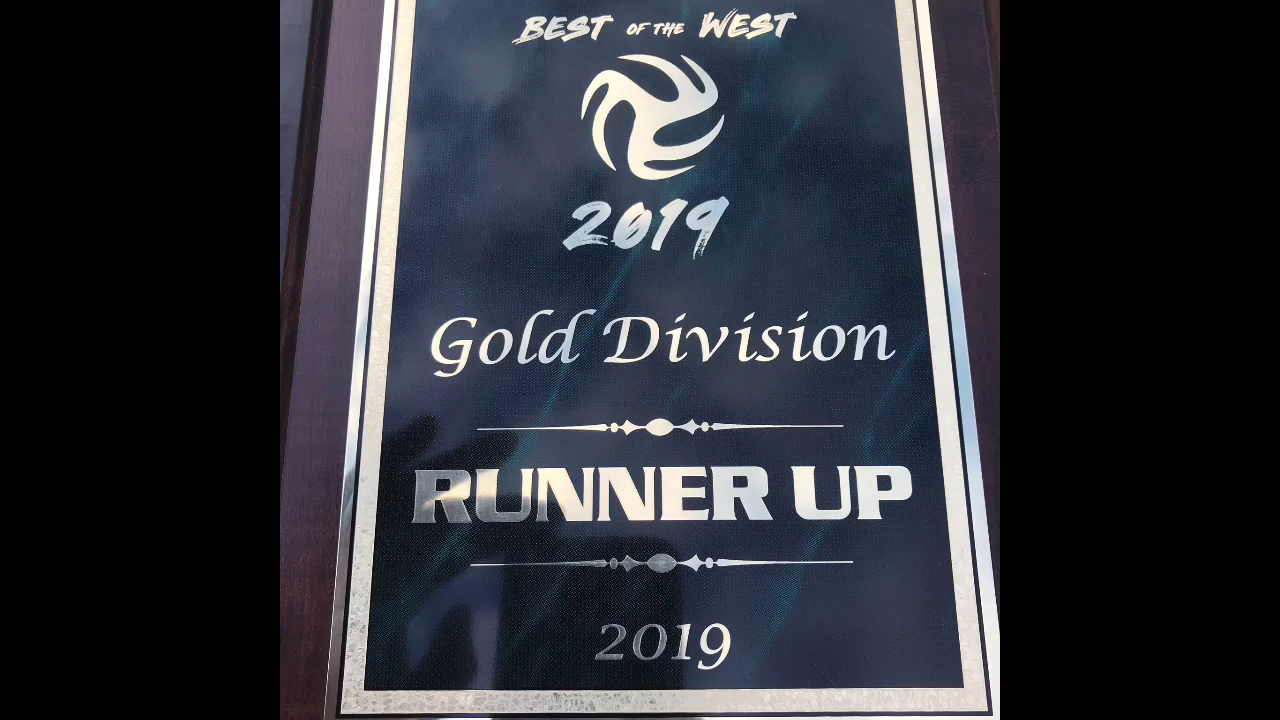 BEST OF THE WEST
2019
Gold Division
RUNNER UP
2019